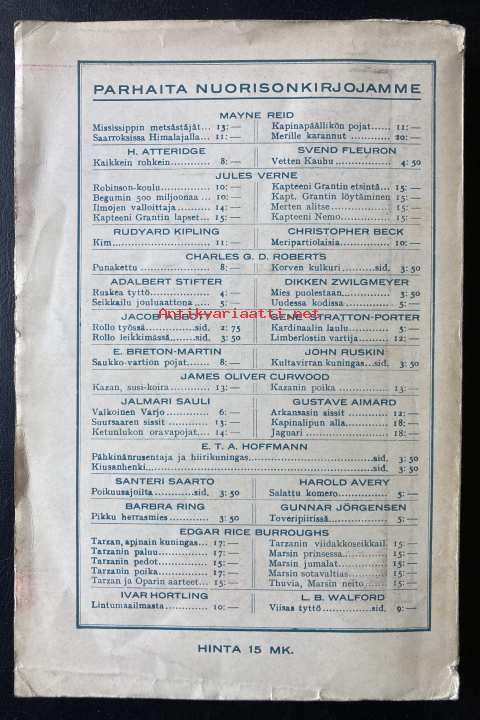 PARHAITA NUORISONKIRJOJAMME
MAYNE REID
Mississippin metsästäjät... 13: —
Saarroksissa Himalajalla... 11: —
Kapinapäällikön pojat...... 11: —
Merille karannut .......... 20: —
H. ATTERIDGE
Kaikkein rohkein .......... 8: —
SVEND FLEURON
Vetten Kauhu .............. 4: 50
JULES VERNE
Robinson-koulu............. 10: —
Begumin 500 miljoonaa ... 10: —
Ilmojen valloittaja......... 14: —
Kapteeni Grantin lapset ... 15: —
Kapteeni Grantin etsintä... 15: —
Kapt. Grantin löytäminen 15: —
Merten alitse .............. 15: —
Kapteeni Nemo............. 15: —
RUDYARD KIPLING
Kim........................ 11: —
CHRISTOPHER BECK
Meripartiolaisia............ 10: —
CHARLES G. D. ROBERTS
Punakettu ................. 8: —
Korven kulkuri ........sid. 3: 50
ADALBERT STIFTER
Ruskea tyttö............... 4: —
Seikkailu jouluaattona .... 5: —
DIKKEN ZWILGMEYER
Mies puolestaan............ 3: 50
Uudessa kodissa ........... 5: —
JACOB ABBOTT
Rollo työssä...........sid. 2: 75
Rollo leikkimässä......sid. 3: 50
GENE STRATTON-PORTER
Kardinaalin laulu .......... 5: —
Limberlostin vartija ....... 12: —
Antikvariaatti.net
E. BRETON-MARTIN
Saukko-vartion pojat....... 8: —
JOHN RUSKIN
Kultavirran kuningas..sid. 3: 50
JAMES OLIVER CURWOOD
Kazan, susi-koira .......... 13: —
Kazanin poika ............. 13: —
JALMARI SAULI
Valkoinen Varjo............ 6: —
Suursaaren sissit .......... 13: —
Ketunlukon oravapojat.... 14: —
GUSTAVE AIMARD
Arkansasin sissit .......... 12: —
Kapinalipun alla........... 18: —
Jaguari .................... 18: —
E. T. A. HOFFMANN
Pähkinänrusentaja ja hiirikuningas..............................sid. 3: 50
Kiusanhenki....................................................sid. 3: 50
SANTERI SAARTO
Poikuusajoilta..........sid. 3: 50
HAROLD AVERY
Salattu komero............. 5: —
BARBRA RING
Pikku herrasmies .......... 3: 50
GUNNAR JÖRGENSEN
Toveripiirissä.............. 5: —
EDGAR RICE BURROUGHS
Tarzan, apinain kuningas... 17: —
Tarzanin paluu............. 17: —
Tarzanin pedot............. 15: —
Tarzanin poika............. 17: —
Tarzan ja Oparin aarteet... 15: —
Tarzanin viidakkoseikkail. 15: —
Marsin prinsessa........... 15: —
Marsin jumalat ............ 15: —
Marsin sotavaltias ......... 15: —
Thuvia, Marsin neito ...... 15: —
IVAR HORTLING
Lintumaailmasta ........... 10: —
L. B. WALFORD
Viisas tyttö.............sid. 9: —
HINTA 15 MK.